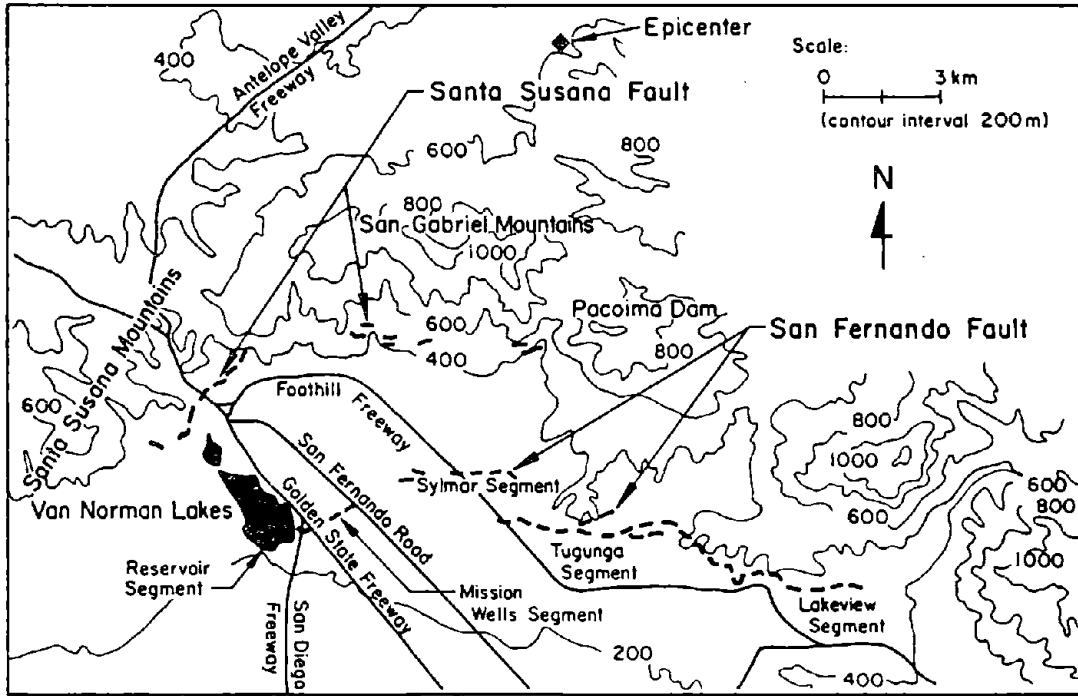 Epicenter
Scale:
0 3 km
(contour interval 200 m)
N
400
Antelope Valley
Freeway
Santa Susana Fault
600
800
800
San Gabriel Mountains
1000
Santa Susana Mountains
Pacoima Dam
San Fernando Fault
600
400
800
600
Foothill
Freeway
800
1000
600
600
800
1000
Sylmar Segment
San Fernando Road
Golden State Freeway
Van Norman Lakes
Tugunga
Segment
Reservoir
Segment
Mission
Wells Segment
Lakeview
Segment
San Diego
Freeway
200
400